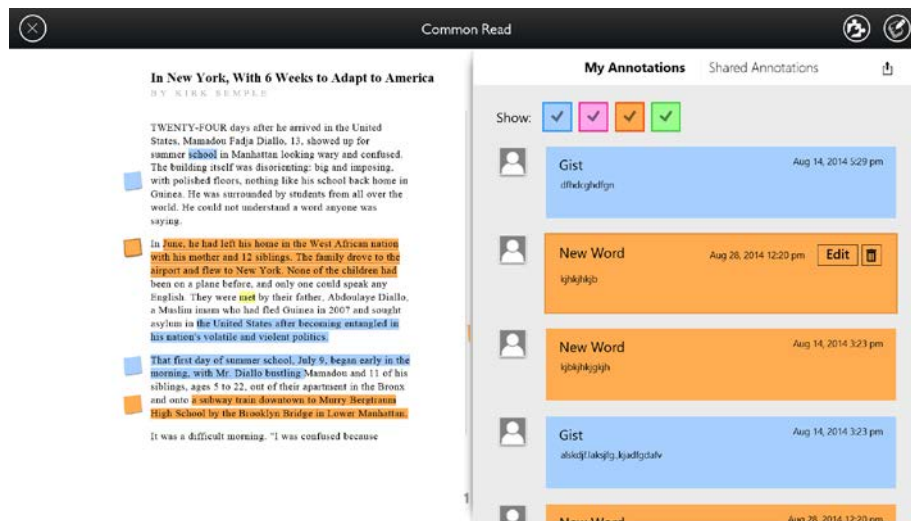 Common Read
In New York, With 6 Weeks to Adapt to America
BY KIRK SEMPLE
TWENTY-FOUR days after he arrived in the United
States, Mamadou Fadja Diallo, 13, showed up for
summer school in Manhattan looking wary and confused.
The building itself was disorienting: big and imposing,
with polished floors, nothing like his school back home in
Guinea. He was surrounded by students from all over the
world. He could not understand a word anyone was
saying.
In June, he had left his home in the West African nation
with his mother and 12 siblings. The family drove to the
airport and flew to New York. None of the children had
been on a plane before, and only one could speak any
English. They were met by their father, Abdoulaye Diallo,
a Muslim imam who had fled Guinea in 2007 and sought
asylum in the United States after becoming entangled in
his nation's volatile and violent politics.
That first day of summer school, July 9, began early in the
morning, with Mr. Diallo bustling Mamadou and 11 of his
siblings, ages 5 to 22, out of their apartment in the Bronx
and onto a subway train downtown to Murry Bergtraum
High School by the Brooklyn Bridge in Lower Manhattan.
It was a difficult morning. "I was confused because
1
My Annotations Shared Annotations
Show:
Gist Aug 14, 2014 5:29 pm
New Word Aug 28, 2014 12:20 pm Edit
kjhkjhkjb
New Word Aug 14, 2014 3:23 pm
kjbkjhkjgkjh
Gist Aug 14, 2014 3:23 pm
New Word Aug 28, 2014 12:20 pm